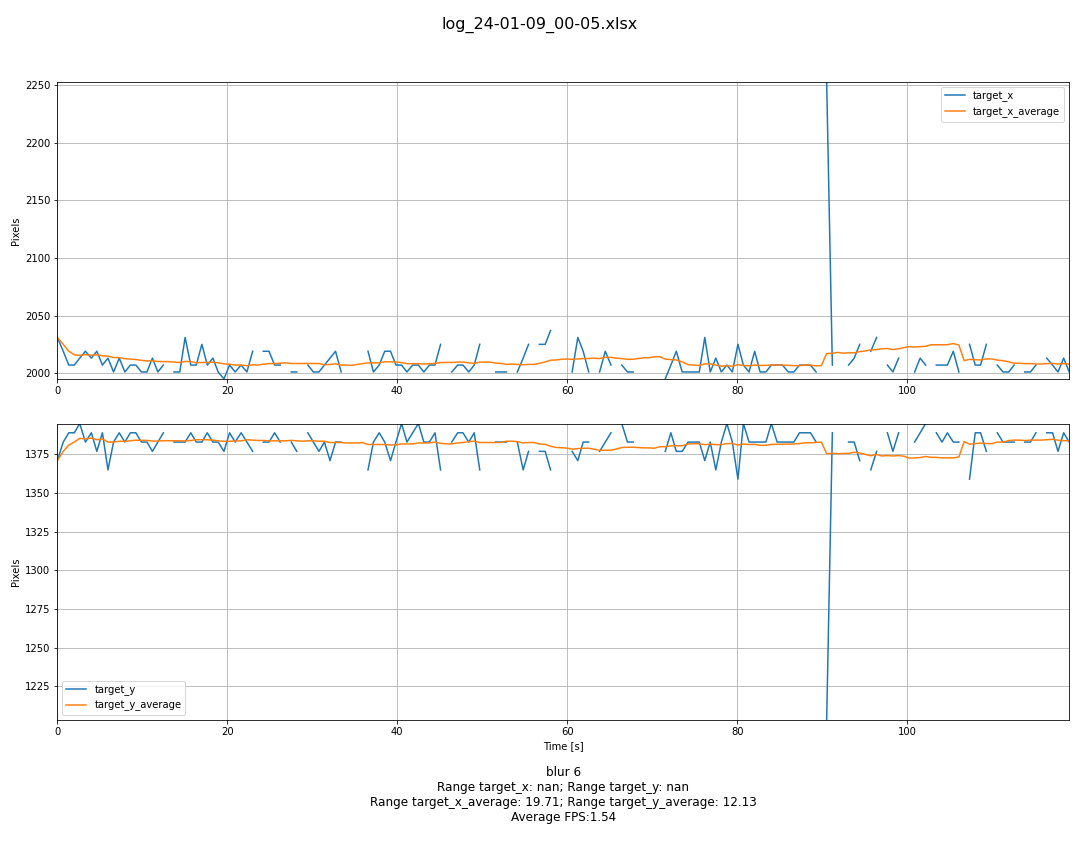 log_24-01-09_00-05.xlsx
2250
2200
2150
2100
2050
2000
Pixels
target_x
target_x_average
0 20 40 60 80 100
1375
1350
1325
1300
1275
1250
1225
Pixels
target_y
target_y_average
0 20 40 60 80 100
Time [s]
blur 6
Range target_x: nan; Range target_y: nan
Range target_x_average: 19.71; Range target_y_average: 12.13
Average FPS:1.54